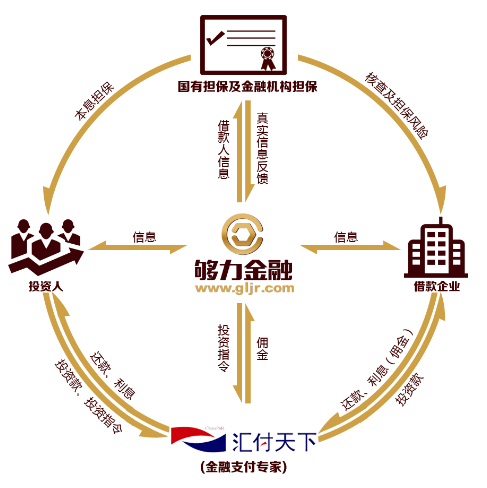 国有担保及金融机构担保
本息担保
核查及担保风险
借款人信息
真实信息反馈
信息
信息
投资人
够力金融
www.gljr.com
借款企业
投资指令
佣金
还款、利息
投资款、投资指令
还款、利息（佣金）
投资款
汇付天下
(金融支付专家)